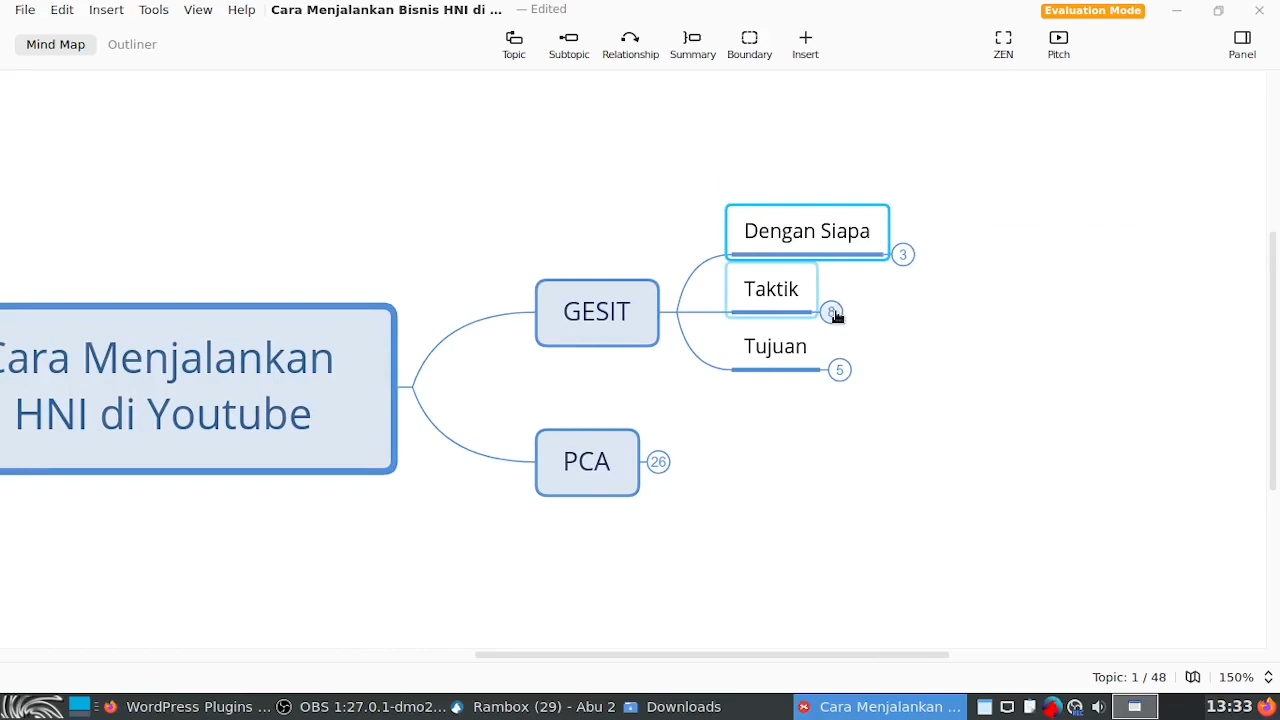 File Edit Insert Tools View Help Cara Menjalankan Bisnis HNI di ... — Edited Evaluation Mode
Mind Map Outliner
Topic Subtopic Relationship Summary Boundary Insert ZEN Pitch Panel
Dengan Siapa
3
Taktik
GESIT
Tujuan
5
Cara Menjalankan
HNI di Youtube
PCA 26
Topic: 1 / 48 150%
WordPress Plugins ... OBS 1:27.0.1-dmo2... Rambox (29) - Abu 2 Downloads Cara Menjalankan ... 13:33